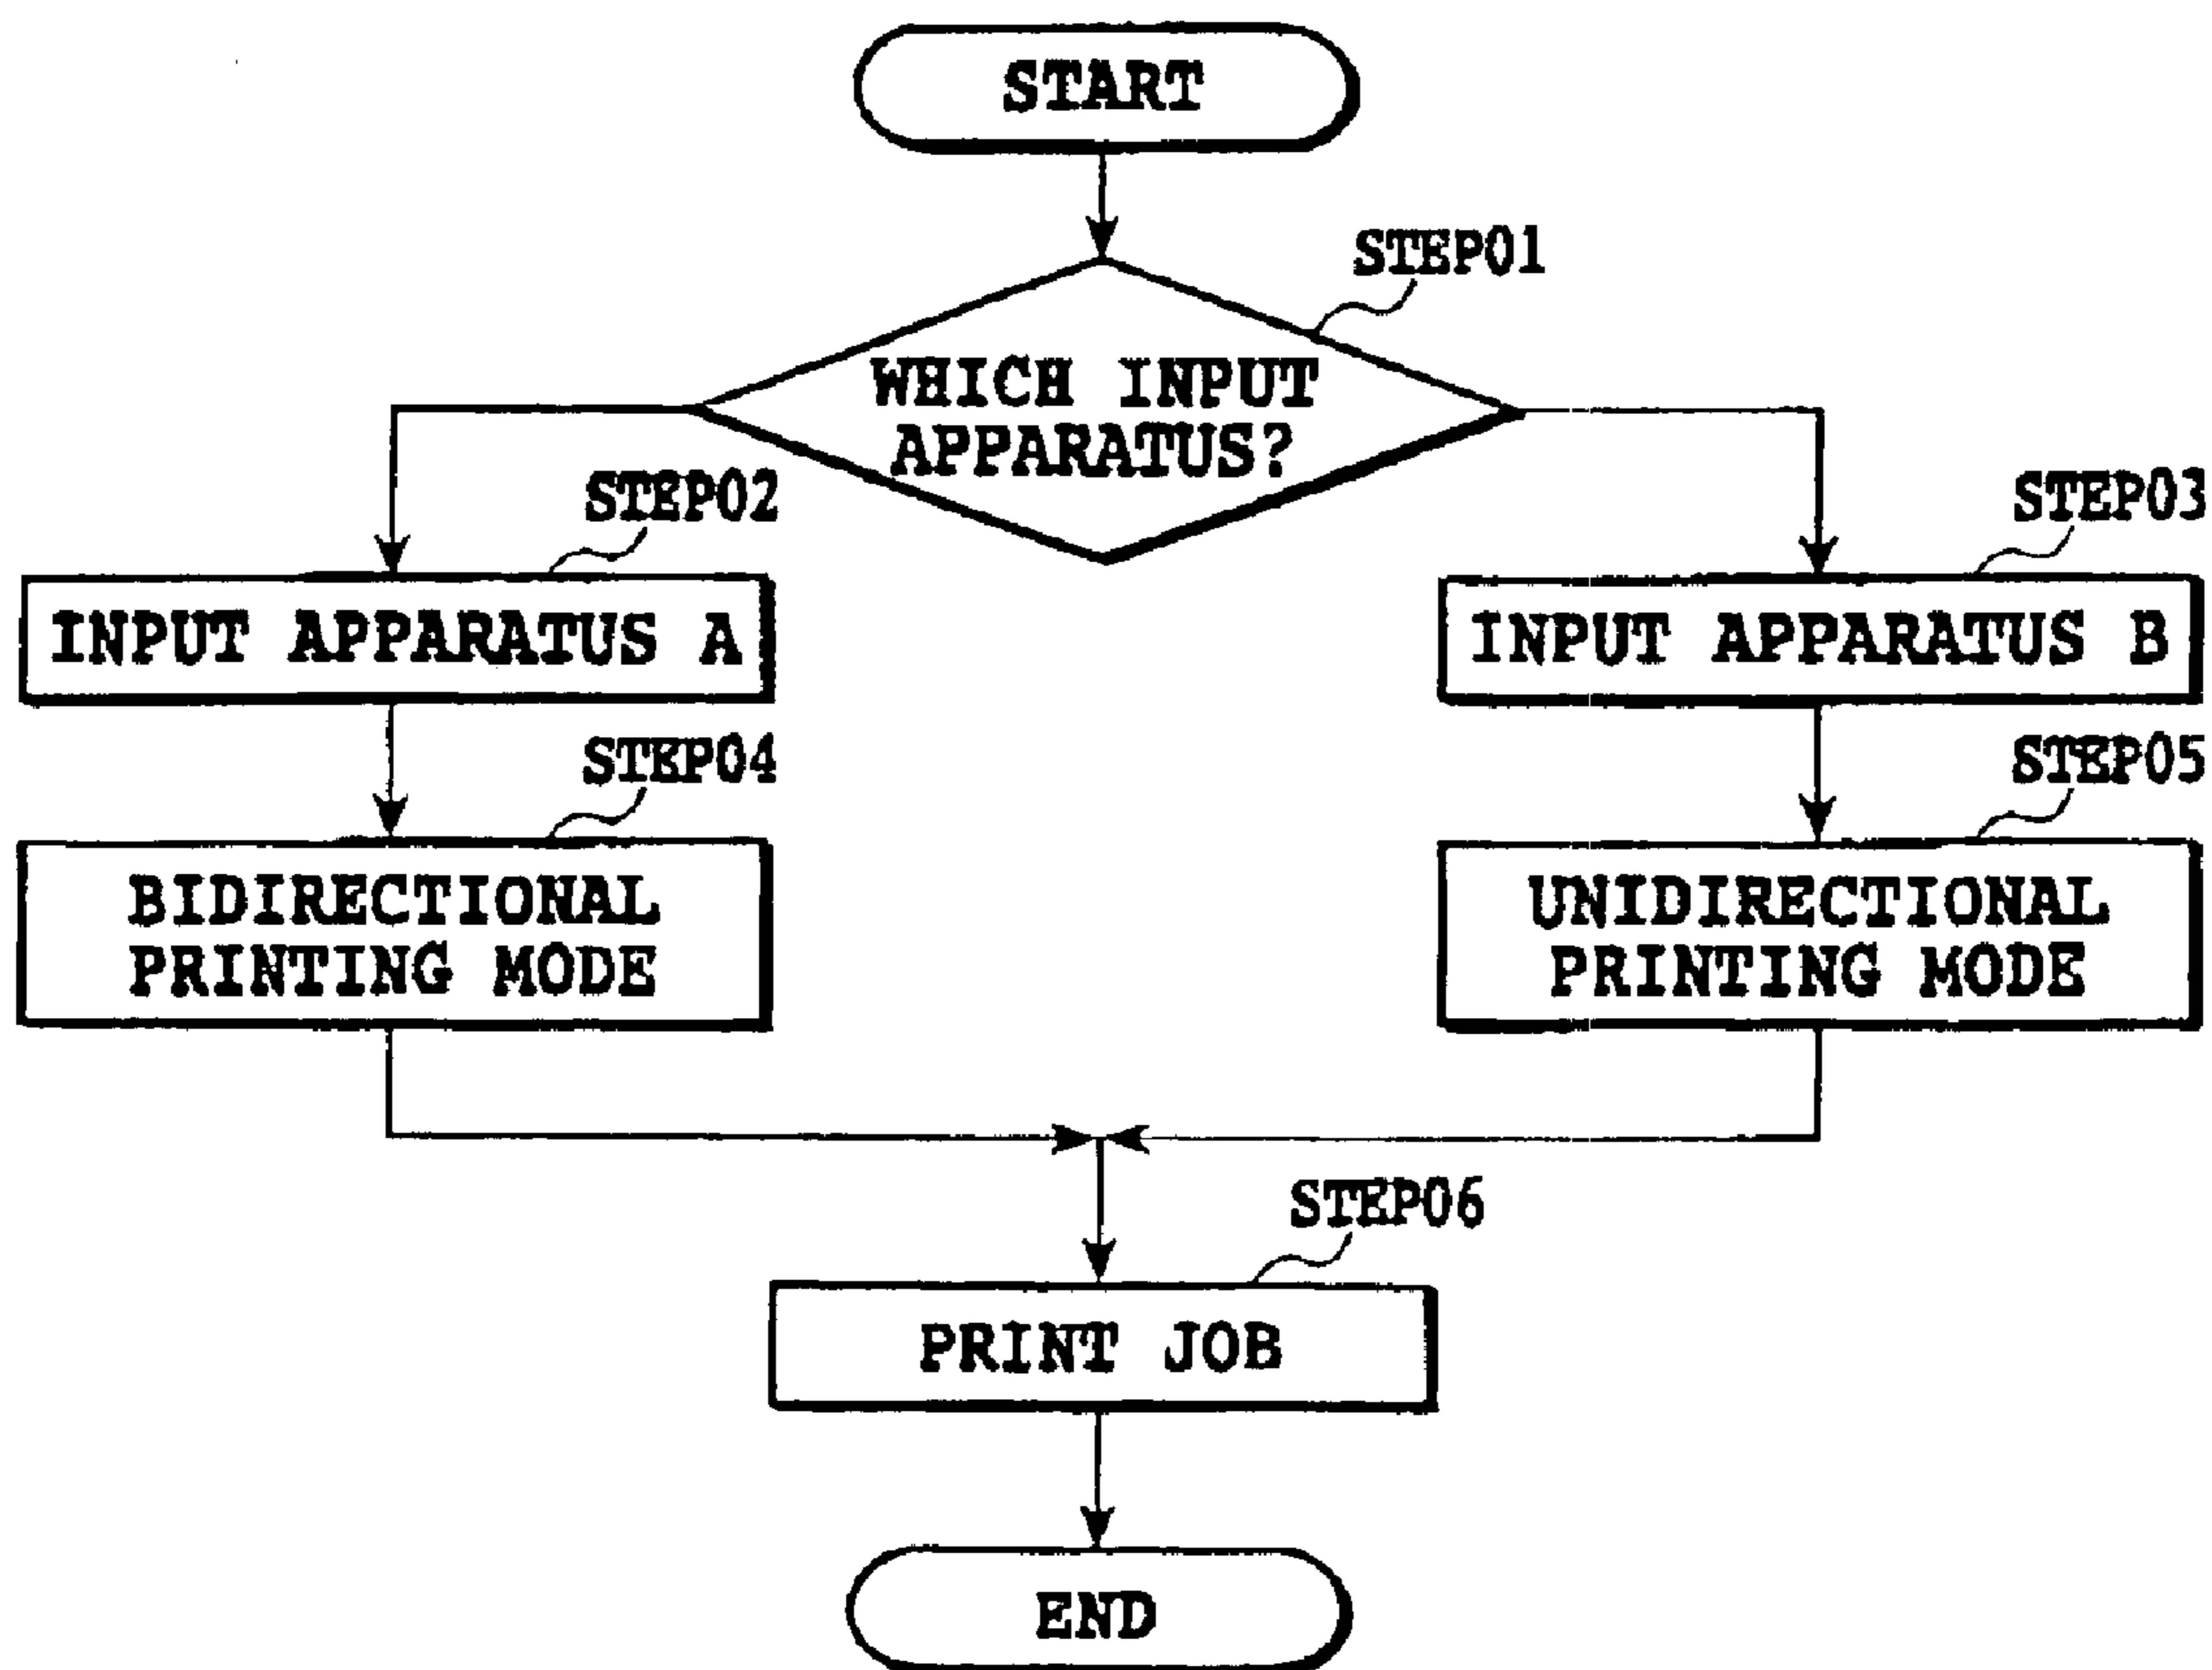 START
STEP01
WHICH INPUT
APPARATUS?
STEP02
STEP03
INPUT APPARATUS A
INPUT APPARATUS B
STEP04
STEP05
BIDIRECTIONAL
PRINTING MODE
UNIDIRECTIONAL
PRINTING MODE
STEP06
PRINT JOB
END